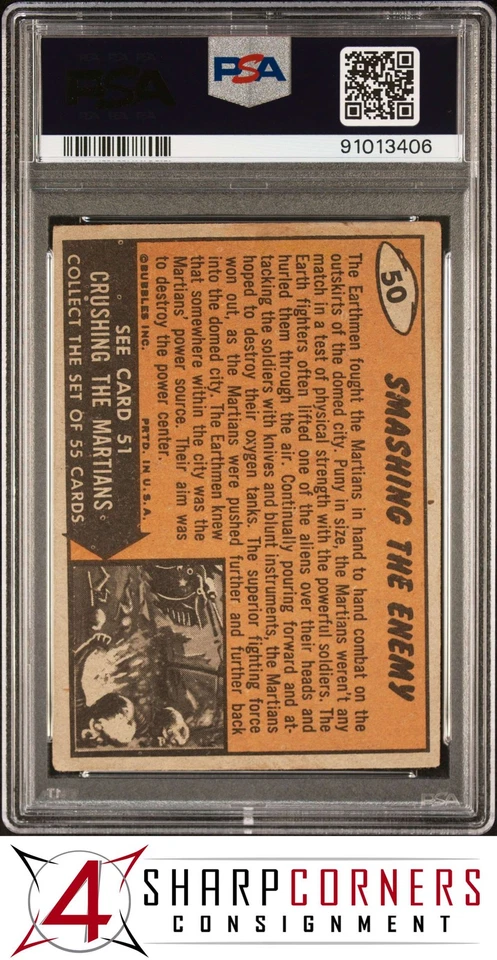 PSA
PSA
91013406
50
SMASHING THE ENEMY
The Earthmen fought the Martians in hand to hand combat on the
outskirts of the domed city. Puny in size, the Martians weren't any
match in a test of physical strength with the powerful soldiers. The
Earth fighters often lifted one of the aliens over their heads and
hurled them through the air. Continually pouring forward and at-
tacking the soldiers with knives and blunt instruments, the Martians
hoped to destroy their oxygen tanks. The superior fighting force
won out, as the Martians were pushed further and further back
into the domed city. The Earthmen knew
that somewhere within the city was the
Martians' power source. Their aim was
to destroy the power center.
©BUBBLES INC. PRTD. IN U.S.A.
SEE CARD 51
CRUSHING THE MARTIANS
COLLECT THE SET OF 55 CARDS
PSA
4
SHARPCORNERS
CONSIGNMENT